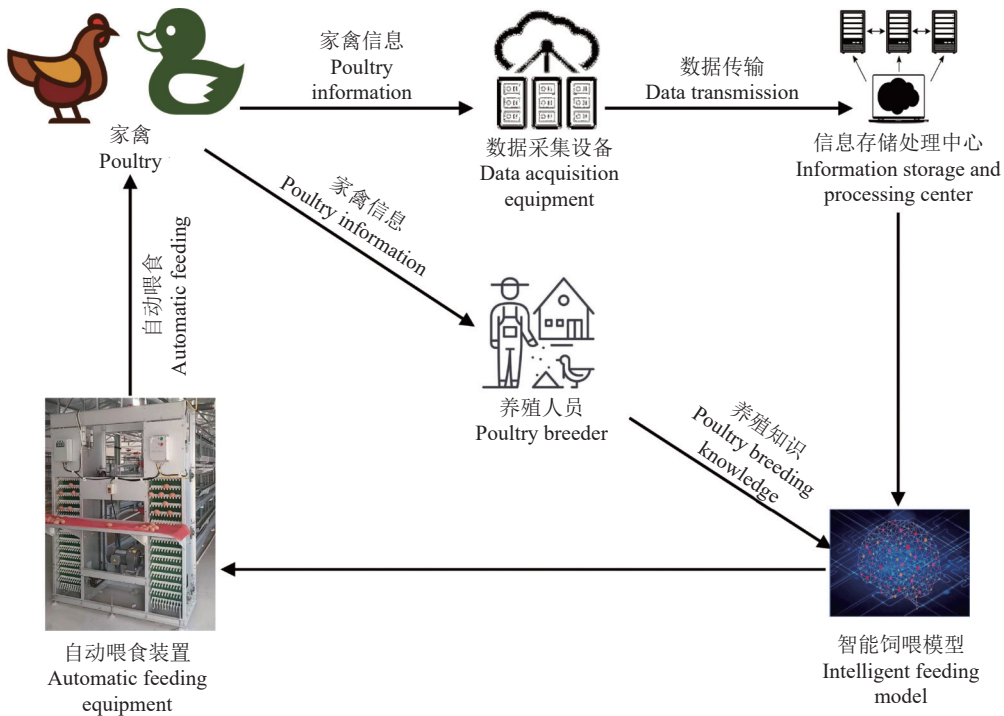 家禽信息
Poultry
information
数据传输
Data transmission
家禽
Poultry
数据采集设备
Data acquisition
equipment
信息存储处理中心
Information storage and
processing center
家禽信息
Poultry information
自动喂食
Automatic feeding
养殖人员
Poultry breeder
养殖知识
Poultry breeding
knowledge
自动喂食装置
Automatic feeding
equipment
智能饲喂模型
Intelligent feeding
model